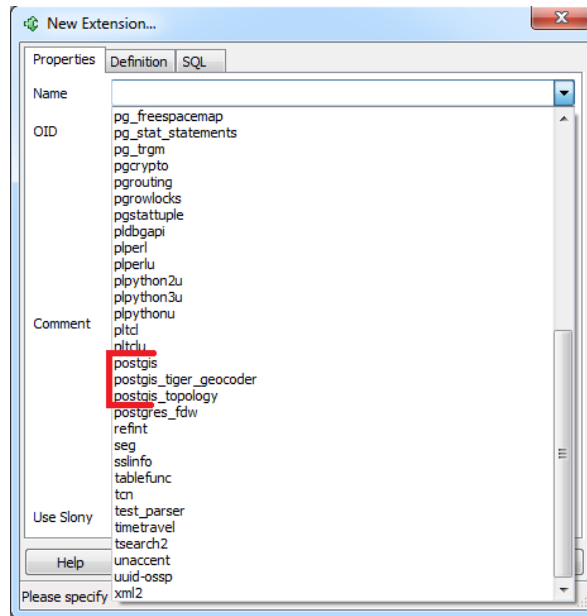 New Extension...
Properties Definition SQL
Name
OID
pg_freespacemap
pg_stat_statements
pg_trgm
pgcrypto
pgrouting
pgrowlocks
pgstattuple
pldbgapi
plperl
plperlu
plpython2u
plpython3u
plpythonu
Comment
pltcl
pltclu
postgis
postgis_tiger_geocoder
postgis_topology
postgres_fdw
refint
seg
sslinfo
tablefunc
tcn
test_parser
Use Slony
timetravel
tsearch2
unaccent
uuid-ossp
xml2
Help
Please specify